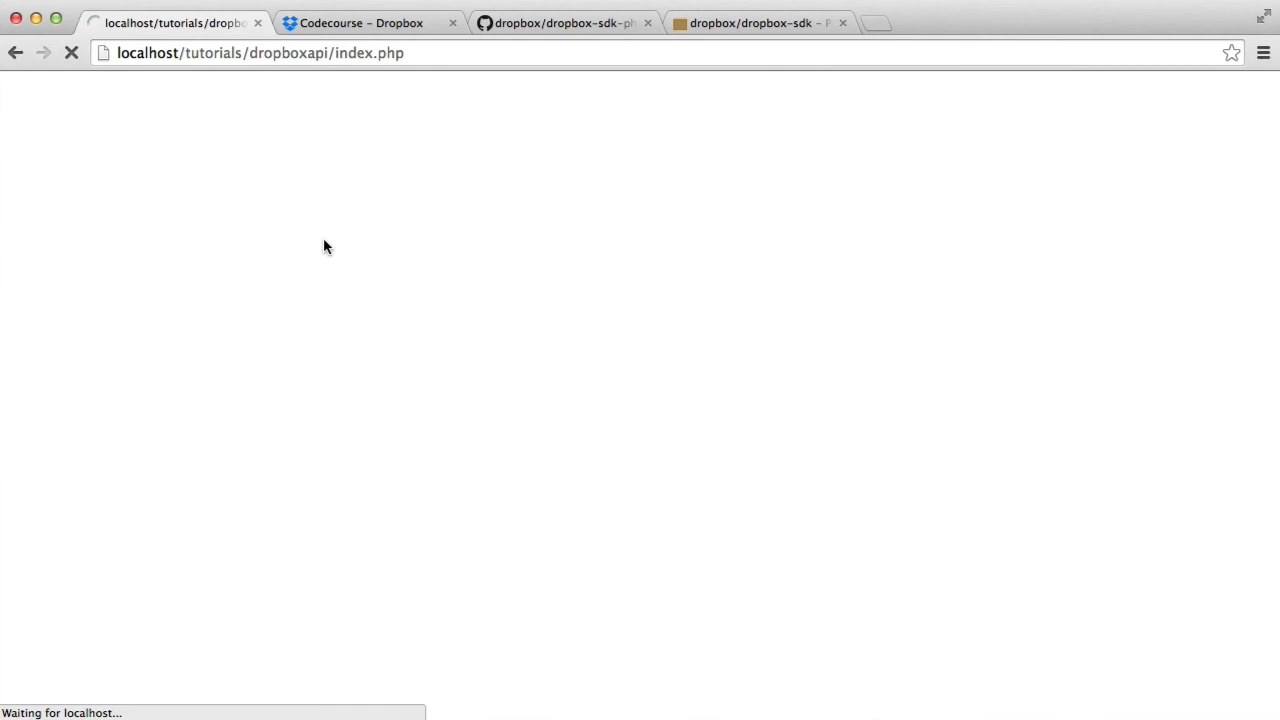 localhost/tutorials/dropbo
Codecourse – Dropbox
dropbox/dropbox-sdk-ph
dropbox/dropbox-sdk – P
localhost/tutorials/dropboxapi/index.php
Waiting for localhost...